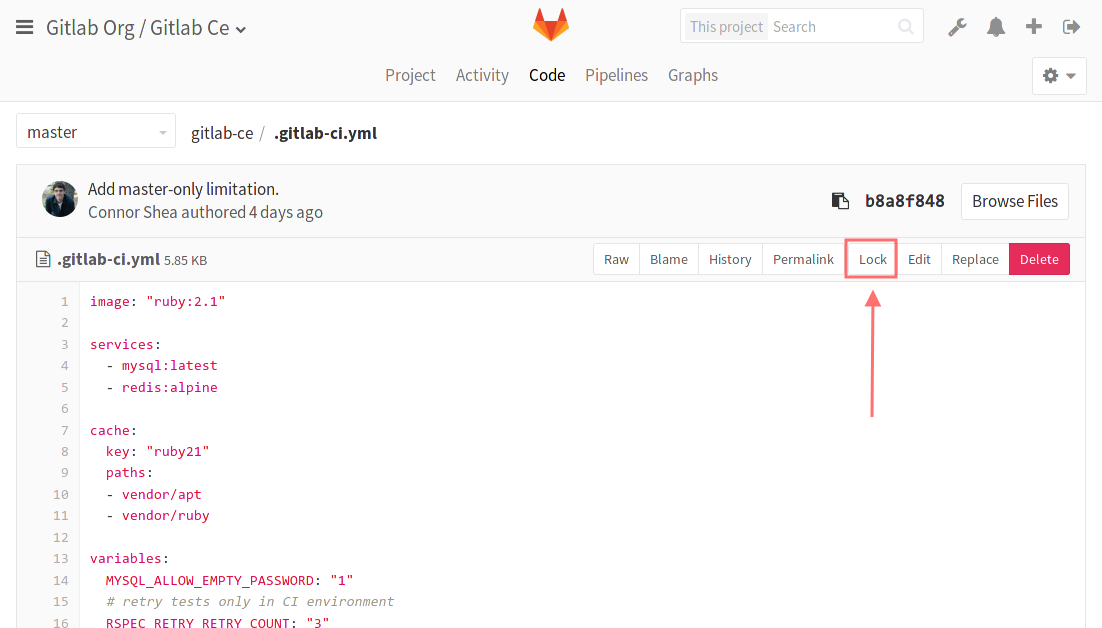 Gitlab Org / Gitlab Ce
This project Search
Project Activity Code Pipelines Graphs
master
gitlab-ce / .gitlab-ci.yml
Add master-only limitation.
Connor Shea authored 4 days ago
b8a8f848 Browse Files
.gitlab-ci.yml 5.85 KB
Raw Blame History Permalink Lock Edit Replace Delete
1 image: "ruby:2.1"
2
3 services:
4 - mysql:latest
5 - redis:alpine
6
7 cache:
8 key: "ruby21"
9 paths:
10 - vendor/apt
11 - vendor/ruby
12
13 variables:
14 MYSQL_ALLOW_EMPTY_PASSWORD: "1"
15 # retry tests only in CI environment
16 RSPEC_RETRY_RETRY_COUNT: "3"